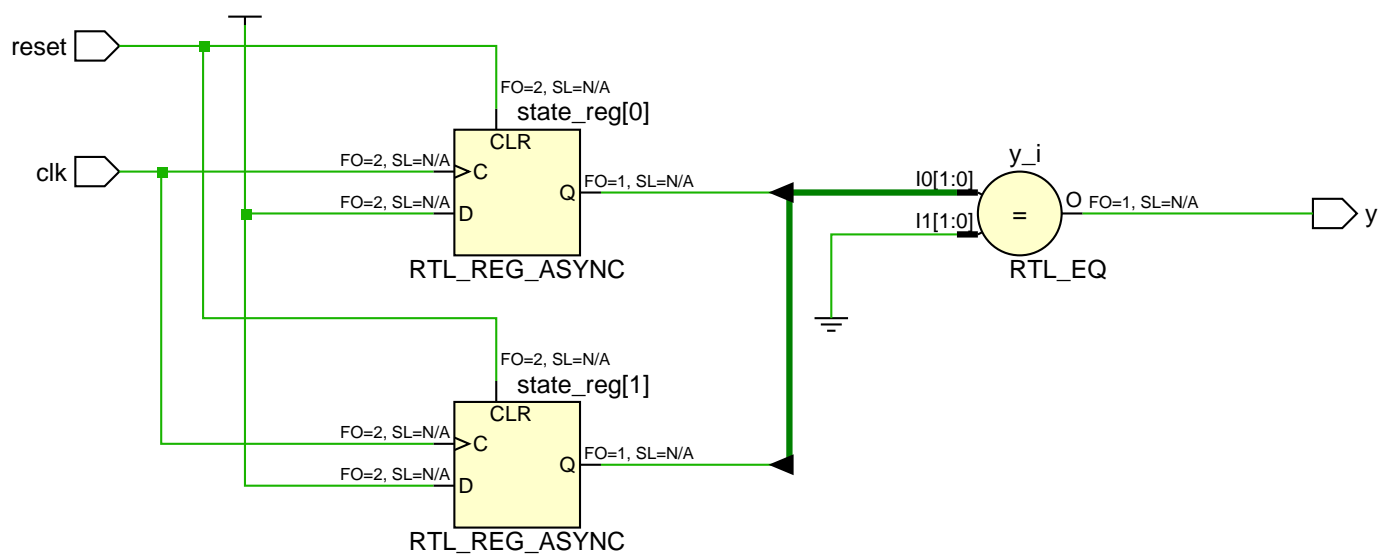 reset
FO=2, SL=N/A
state_reg[0]
CLR
clk
FO=2, SL=N/A
C
FO=2, SL=N/A
D
Q
FO=1, SL=N/A
RTL_REG_ASYNC
y_i
I0[1:0]
I1[1:0]
=
O
FO=1, SL=N/A
y
RTL_EQ
FO=2, SL=N/A
state_reg[1]
CLR
FO=2, SL=N/A
C
FO=2, SL=N/A
D
Q
FO=1, SL=N/A
RTL_REG_ASYNC